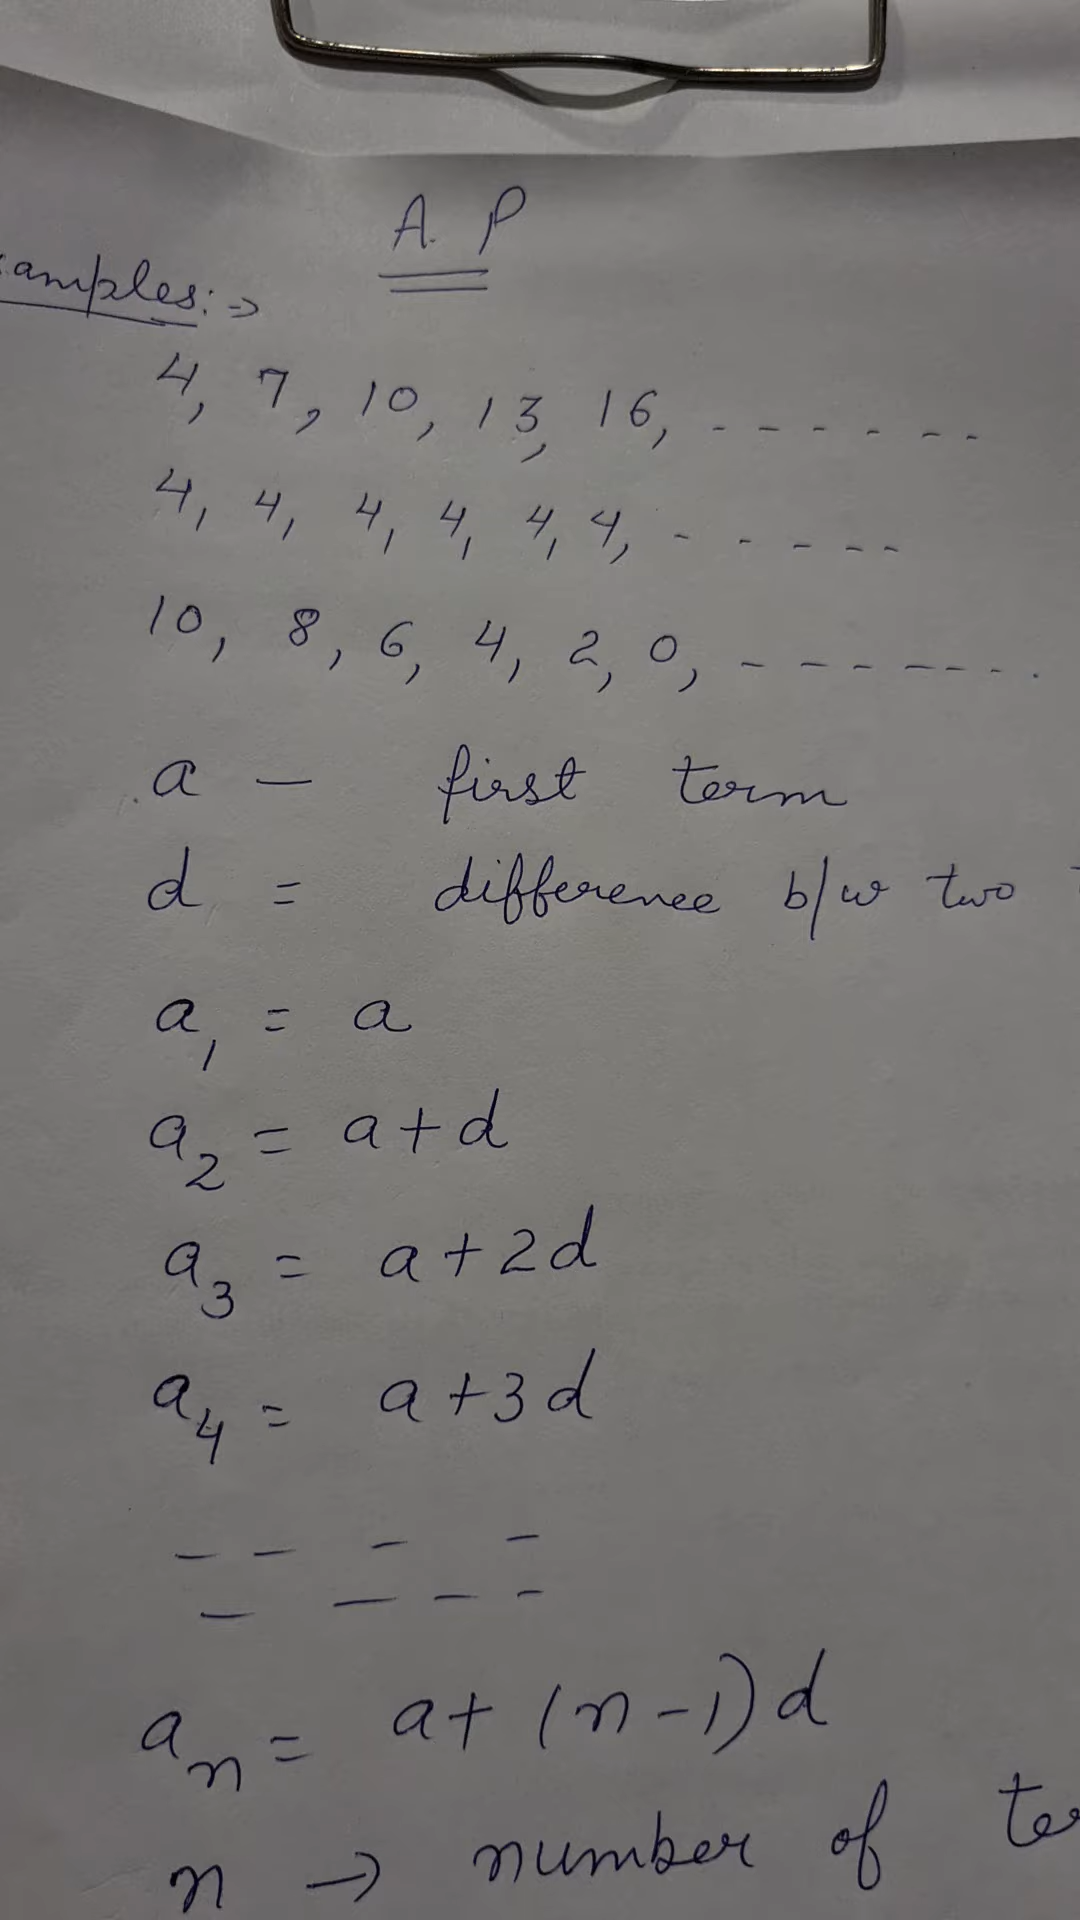 A. P
amples: →
4, 7, 10, 13, 16, - - - - - - -
4, 4, 4, 4, 4, 4, - - - - -
10, 8, 6, 4, 2, 0, - - - - - - - .
a — first term
d = difference b/w two
a₁ = a
a₂ = a + d
a₃ = a + 2d
a₄ = a + 3d
— — — —
— — — —
aₙ = a + (n - 1) d
n → number of te